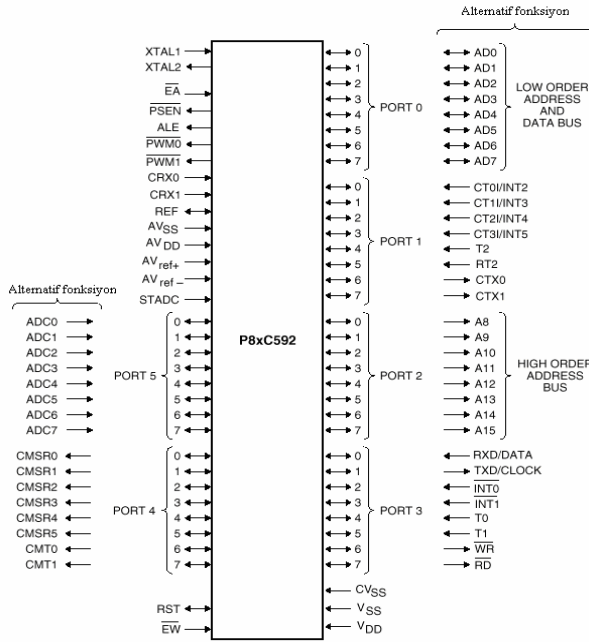 Alternatif fonksiyon
XTAL1
XTAL2
EA
PSEN
ALE
PWM0
PWM1
CRX0
CRX1
REF
AVSS
AVDD
AVref+
AVref−
STADC
0
1
2
3
4
5
6
7
PORT 0
AD0
AD1
AD2
AD3
AD4
AD5
AD6
AD7
LOW ORDER
ADDRESS
AND
DATA BUS
0
1
2
3
4
5
6
7
PORT 1
CT0I/INT2
CT1I/INT3
CT2I/INT4
CT3I/INT5
T2
RT2
CTX0
CTX1
P8xC592
Alternatif fonksiyon
ADC0
ADC1
ADC2
ADC3
ADC4
ADC5
ADC6
ADC7
PORT 5
0
1
2
3
4
5
6
7
0
1
2
3
4
5
6
7
PORT 2
A8
A9
A10
A11
A12
A13
A14
A15
HIGH ORDER
ADDRESS
BUS
CMSR0
CMSR1
CMSR2
CMSR3
CMSR4
CMSR5
CMT0
CMT1
PORT 4
0
1
2
3
4
5
6
7
0
1
2
3
4
5
6
7
PORT 3
RXD/DATA
TXD/CLOCK
INT0
INT1
T0
T1
WR
RD
RST
EW
CVSS
VSS
VDD